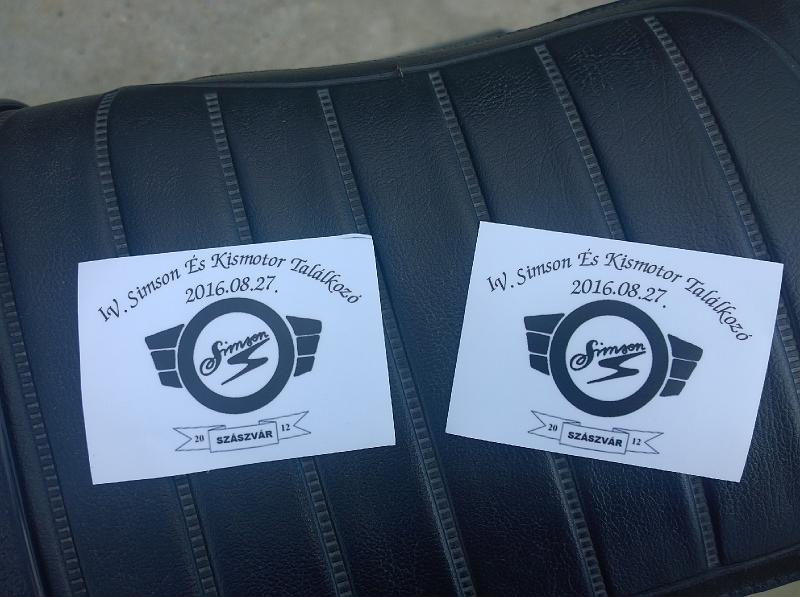 IV. Simson És Kismotor Találkozó
2016.08.27.
Simson
20 SZÁSZVÁR 12
IV. Simson És Kismotor Találkozó
2016.08.27.
Simson
20 SZÁSZVÁR 12